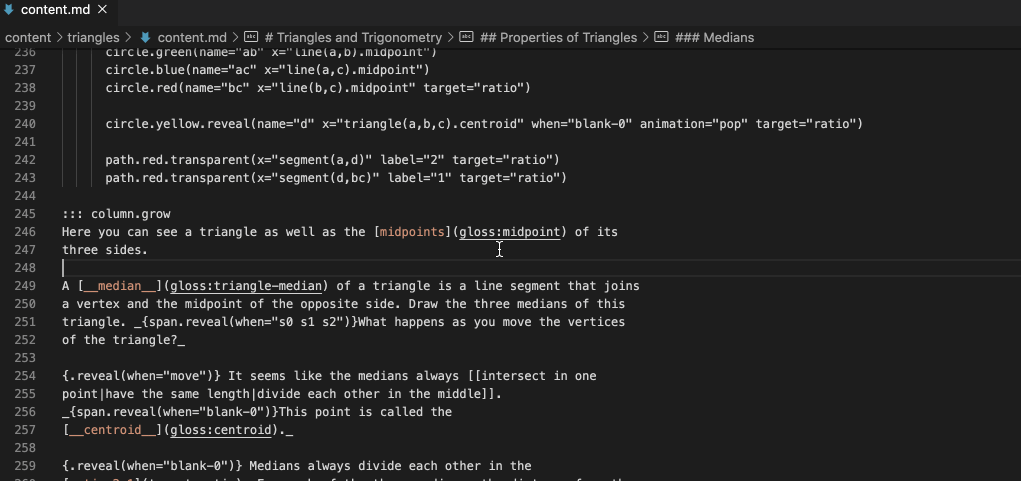 content.md ×
content > triangles > content.md > # Triangles and Trigonometry > ## Properties of Triangles > ### Medians
236 circle.green(name="ab" x="line(a,b).midpoint")
237 circle.blue(name="ac" x="line(a,c).midpoint")
238 circle.red(name="bc" x="line(b,c).midpoint" target="ratio")
239
240 circle.yellow.reveal(name="d" x="triangle(a,b,c).centroid" when="blank-0" animation="pop" target="ratio")
241
242 path.red.transparent(x="segment(a,d)" label="2" target="ratio")
243 path.red.transparent(x="segment(d,bc)" label="1" target="ratio")
244
245 ::: column.grow
246 Here you can see a triangle as well as the [midpoints](gloss:midpoint) of its
247 three sides.
248
249 A [__median__](gloss:triangle-median) of a triangle is a line segment that joins
250 a vertex and the midpoint of the opposite side. Draw the three medians of this
251 triangle. _{span.reveal(when="s0 s1 s2")}What happens as you move the vertices
252 of the triangle?_
253
254 {.reveal(when="move")} It seems like the medians always [[intersect in one
255 point|have the same length|divide each other in the middle]].
256 _{span.reveal(when="blank-0")}This point is called the
257 [__centroid__](gloss:centroid)._
258
259 {.reveal(when="blank-0")} Medians always divide each other in the